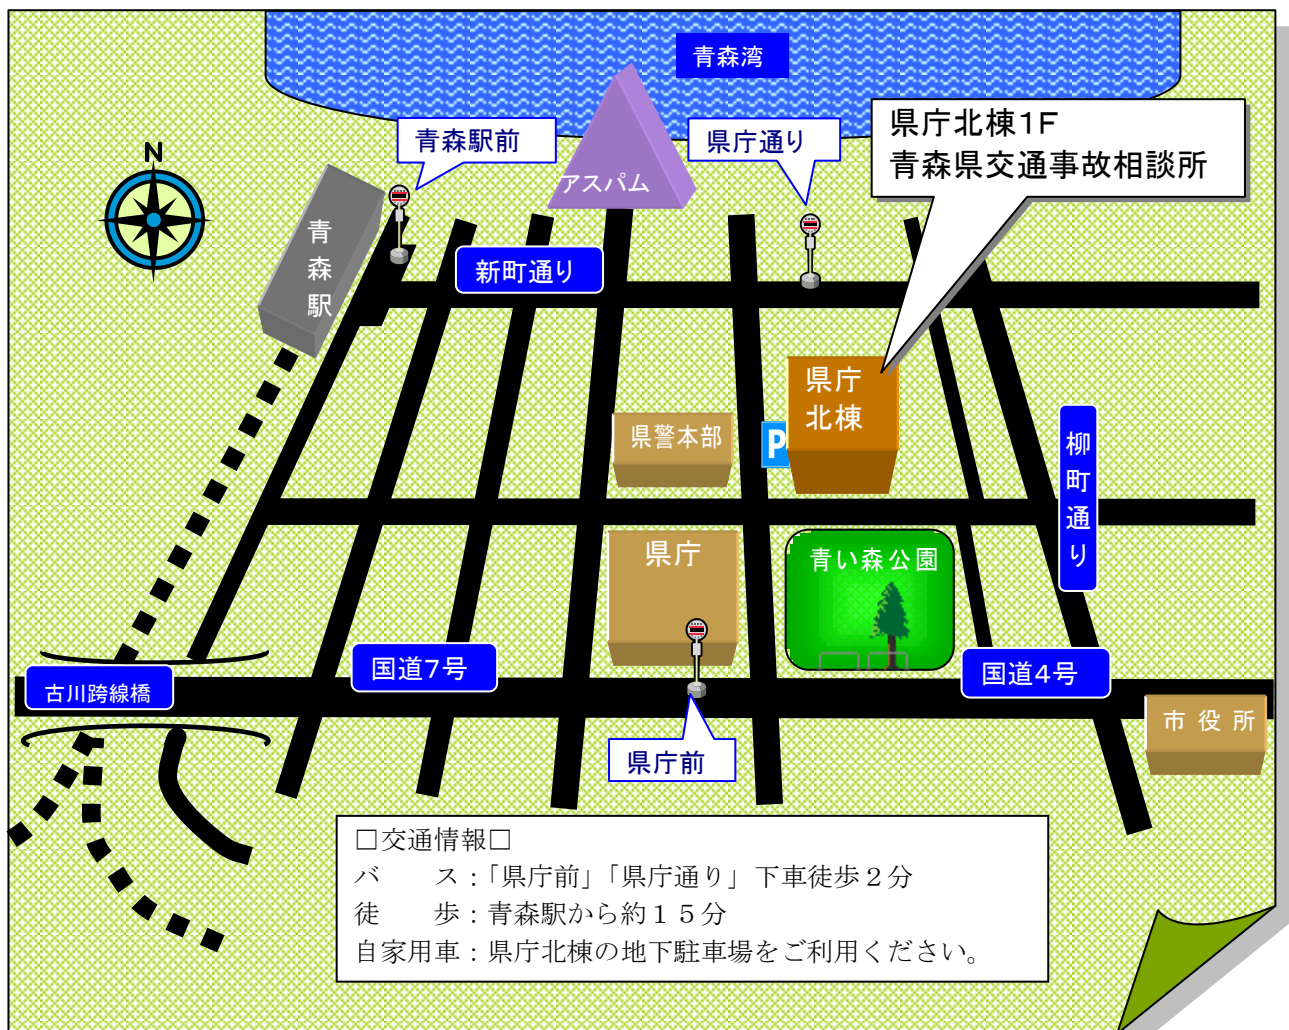 青森湾
県庁北棟1F
青森県交通事故相談所
青森駅前
県庁通り
N
アスパム
青森駅
新町通り
県庁
北棟
県警本部
P
柳町通り
県庁
青い森公園
国道7号
国道4号
古川跨線橋
市役所
県庁前
□交通情報□
バ　　ス：「県庁前」「県庁通り」下車徒歩２分
徒　　歩：青森駅から約１５分
自家用車：県庁北棟の地下駐車場をご利用ください。